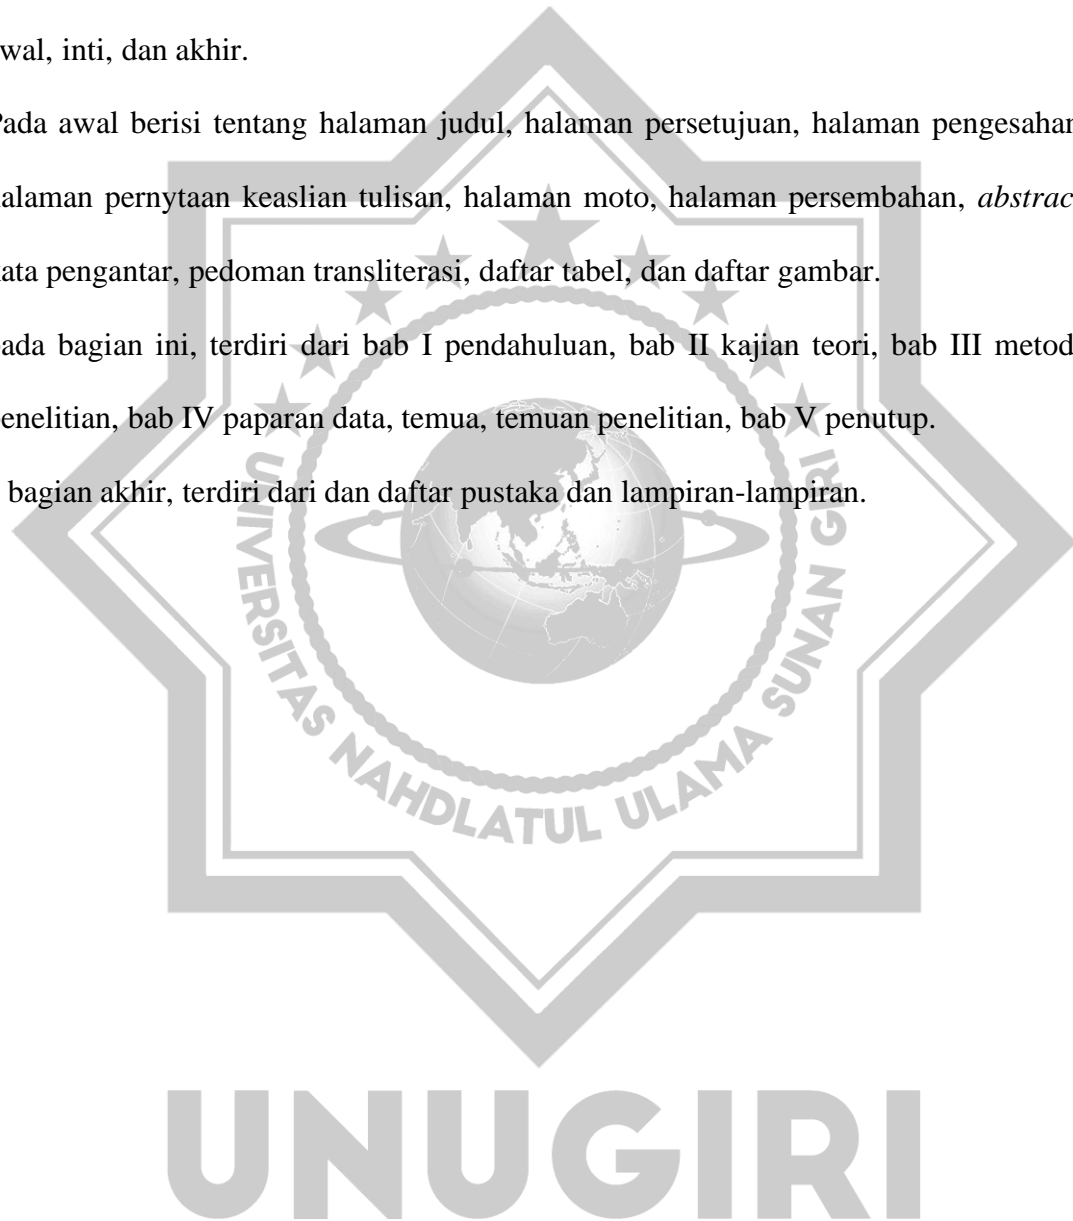 wal, inti, dan akhir.
Pada awal berisi tentang halaman judul, halaman persetujuan, halaman pengesahan
halaman pernytaan keaslian tulisan, halaman moto, halaman persembahan, abstrac
kata pengantar, pedoman transliterasi, daftar tabel, dan daftar gambar.
pada bagian ini, terdiri dari bab I pendahuluan, bab II kajian teori, bab III metod
penelitian, bab IV paparan data, temua, temuan penelitian, bab V penutup.
bagian akhir, terdiri dari dan daftar pustaka dan lampiran-lampiran.
UNIVERSITAS NAHDLATUL ULAMA SUNAN GIRI
UNUGIRI